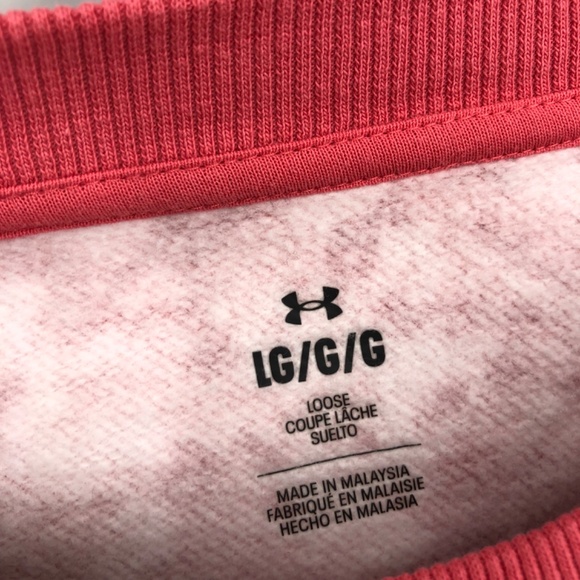 LG/G/G
LOOSE
COUPE LÂCHE
SUELTO
MADE IN MALAYSIA
FABRIQUÉ EN MALAISIE
HECHO EN MALASIA